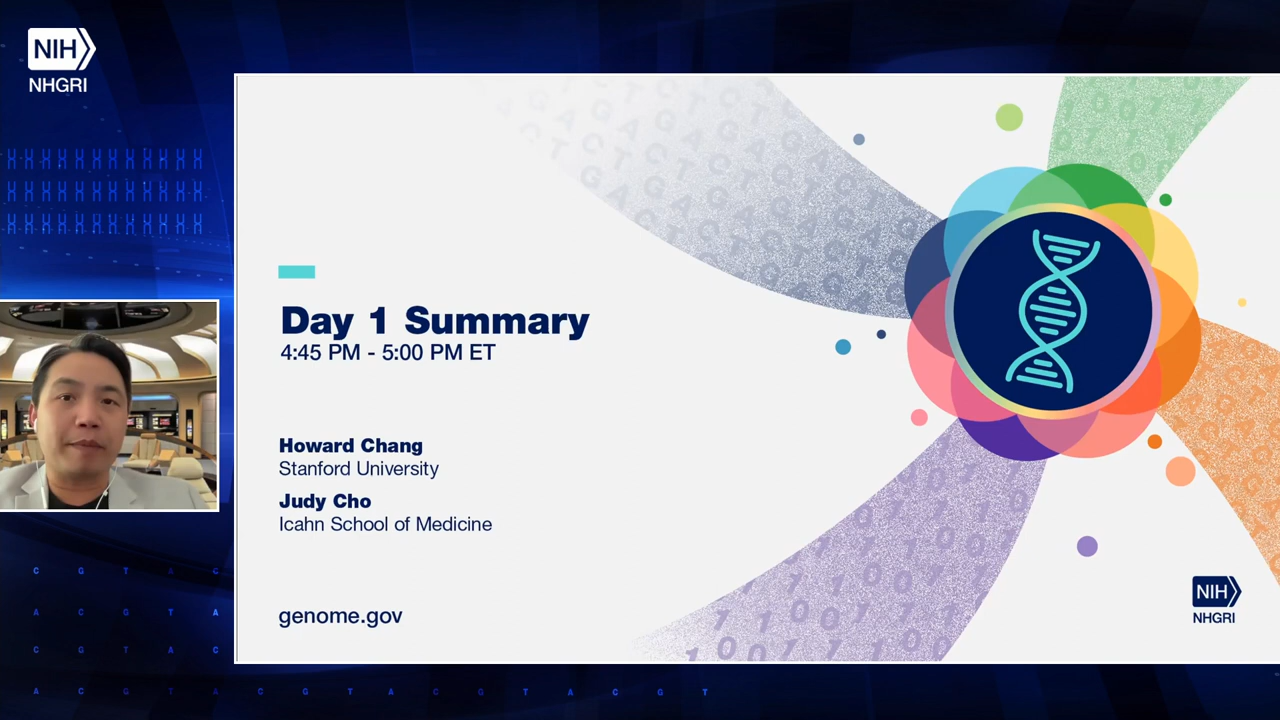 NIH
NHGRI
Day 1 Summary
4:45 PM - 5:00 PM ET
Howard Chang
Stanford University
Judy Cho
Icahn School of Medicine
genome.gov
NIH
NHGRI
C G T A C
A C G T A
C G T A C
A C G T A C G T A C G T A C G T